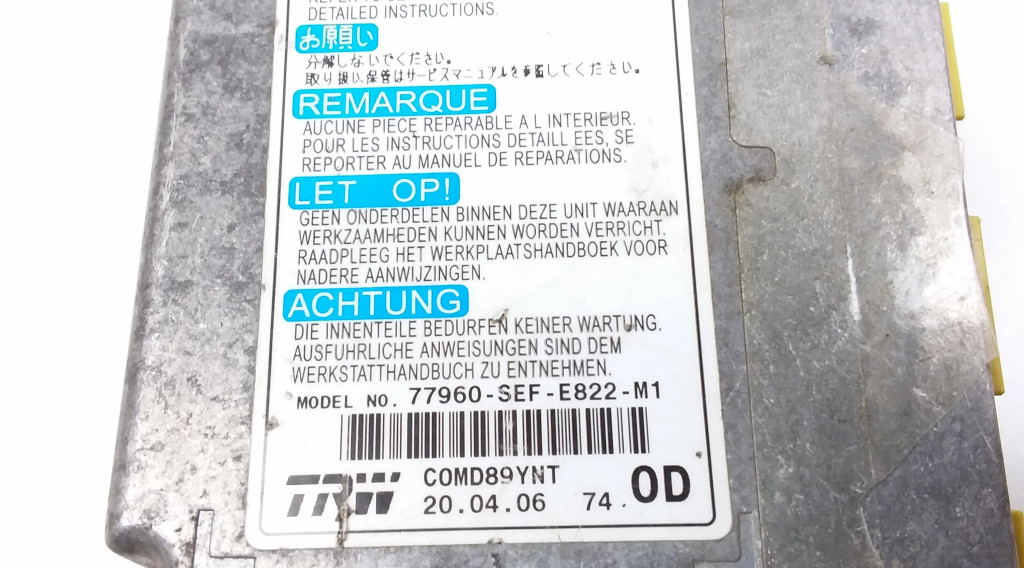 DETAILED INSTRUCTIONS.
お願い
分解しないでください。
取り扱い、保管はサービスマニュアルを参照してください。
REMARQUE
AUCUNE PIECE REPARABLE A L INTERIEUR.
POUR LES INSTRUCTIONS DETAILL EES, SE
REPORTER AU MANUEL DE REPARATIONS.
LET OP!
GEEN ONDERDELEN BINNEN DEZE UNIT WAARAAN
WERKZAAMHEDEN KUNNEN WORDEN VERRICHT.
RAADPLEEG HET WERKPLAATSHANDBOEK VOOR
NADERE AANWIJZINGEN.
ACHTUNG
DIE INNENTEILE BEDURFEN KEINER WARTUNG.
AUSFUHRLICHE ANWEISUNGEN SIND DEM
WERKSTATTHANDBUCH ZU ENTNEHMEN.
MODEL NO. 77960-SEF-E822-M1
TRW C0MD89YNT 0D
20.04.06 74.